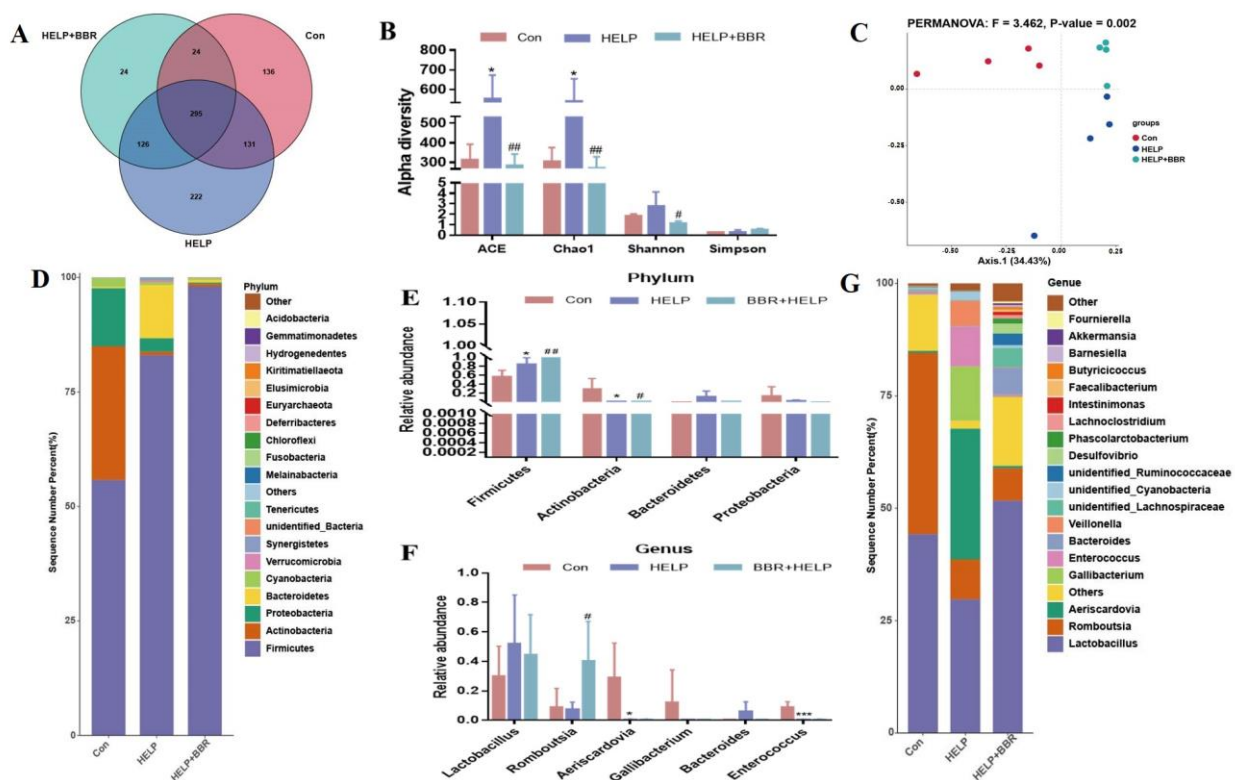 A
HELP+BBR
Con
24
24
136
295
126
131
222
HELP
B
Con
HELP
HELP+BBR
Alpha diversity
800
700
600
500
400
300
200
5
4
3
2
1
0
*
##
*
##
#
ACE
Chao1
Shannon
Simpson
C
PERMANOVA: F = 3.462, P-value = 0.002
0.00
-0.25
-0.50
-0.50
-0.25
0.00
0.25
Axis.1 (34.43%)
groups
Con
HELP
HELP+BBR
D
Sequence Number Percent(%)
100
75
50
25
0
Con
HELP
HELP+BBR
Phylum
Other
Acidobacteria
Gemmatimonadetes
Hydrogenedentes
Kiritimatiellaeota
Elusimicrobia
Euryarchaeota
Deferribacteres
Chloroflexi
Fusobacteria
Melainabacteria
Others
Tenericutes
unidentified_Bacteria
Synergistetes
Verrucomicrobia
Cyanobacteria
Bacteroidetes
Proteobacteria
Actinobacteria
Firmicutes
E
Phylum
Con
HELP
BBR+HELP
Relative abundance
1.10
1.05
1.00
1.0
0.8
0.6
0.4
0.2
0.0010
0.0008
0.0006
0.0004
0.0002
*
##
*
#
Firmicutes
Actinobacteria
Bacteroidetes
Proteobacteria
F
Genus
Con
HELP
BBR+HELP
Relative abundance
1.0
0.8
0.6
0.4
0.2
0.0
#
*
***
Lactobacillus
Romboutsia
Aeriscardovia
Gallibacterium
Bacteroides
Enterococcus
G
Sequence Number Percent(%)
100
75
50
25
0
Con
HELP
HELP+BBR
Genue
Other
Fournierella
Akkermansia
Barnesiella
Butyricicoccus
Faecalibacterium
Intestinimonas
Lachnoclostridium
Phascolarctobacterium
Desulfovibrio
unidentified_Ruminococcaceae
unidentified_Cyanobacteria
unidentified_Lachnospiraceae
Veillonella
Bacteroides
Enterococcus
Gallibacterium
Others
Aeriscardovia
Romboutsia
Lactobacillus